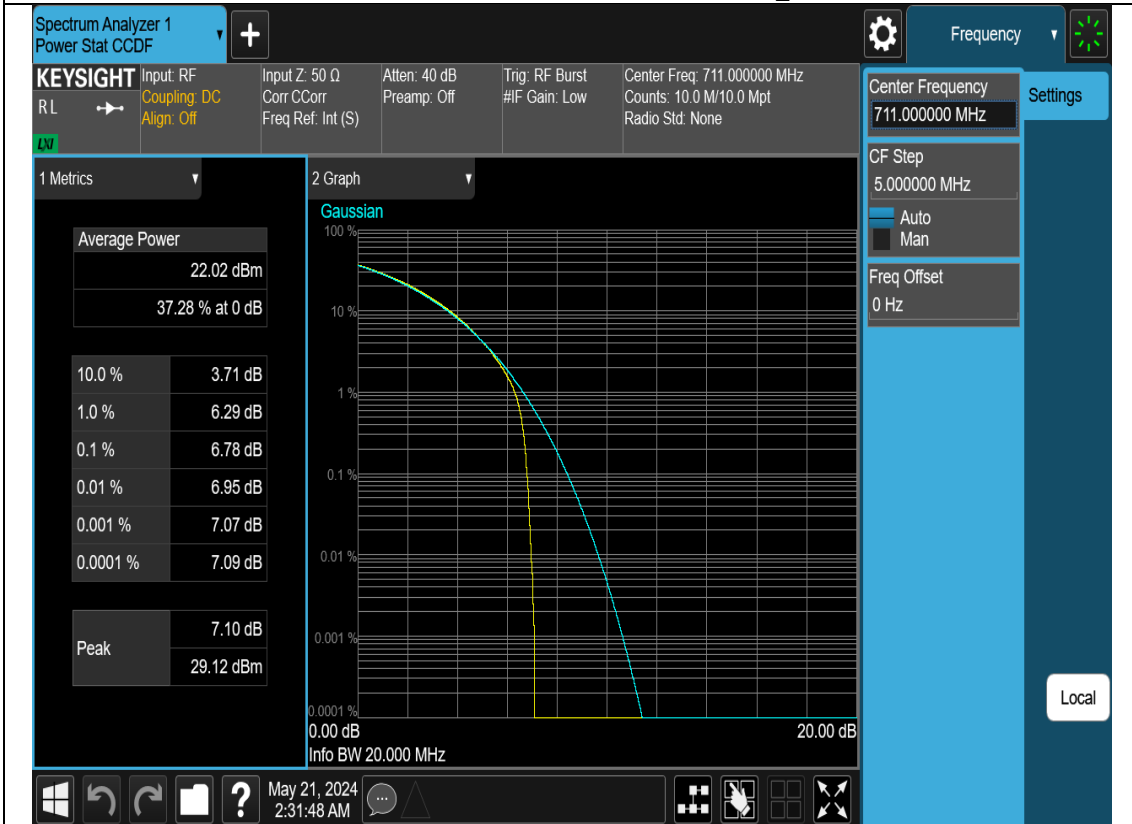 Spectrum Analyzer 1
Power Stat CCDF
+
Frequency
KEYSIGHT
RL
LXI
Input: RF
Coupling: DC
Align: Off
Input Z: 50 Ω
Corr CCorr
Freq Ref: Int (S)
Atten: 40 dB
Preamp: Off
Trig: RF Burst
#IF Gain: Low
Center Freq: 711.000000 MHz
Counts: 10.0 M/10.0 Mpt
Radio Std: None
Center Frequency
711.000000 MHz
Settings
CF Step
5.000000 MHz
Auto
Man
Freq Offset
0 Hz
1 Metrics
Average Power
22.02 dBm
37.28 % at 0 dB
10.0 % 3.71 dB
1.0 % 6.29 dB
0.1 % 6.78 dB
0.01 % 6.95 dB
0.001 % 7.07 dB
0.0001 % 7.09 dB
Peak
7.10 dB
29.12 dBm
2 Graph
Gaussian
100 %
10 %
1 %
0.1 %
0.01 %
0.001 %
0.0001 %
0.00 dB 20.00 dB
Info BW 20.000 MHz
Local
?
May 21, 2024
2:31:48 AM